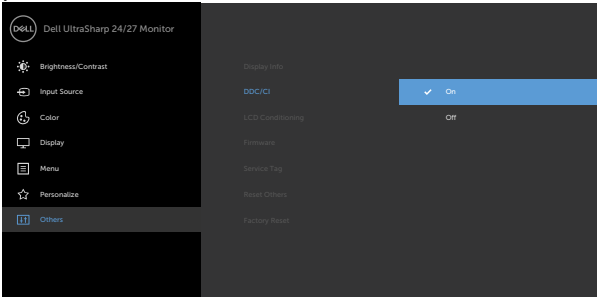 DELL
Dell UltraSharp 24/27 Monitor
Brightness/Contrast
Input Source
Color
Display
Menu
Personalize
Others
Display Info
DDC/CI
LCD Conditioning
Firmware
Service Tag
Reset Others
Factory Reset
On
Off